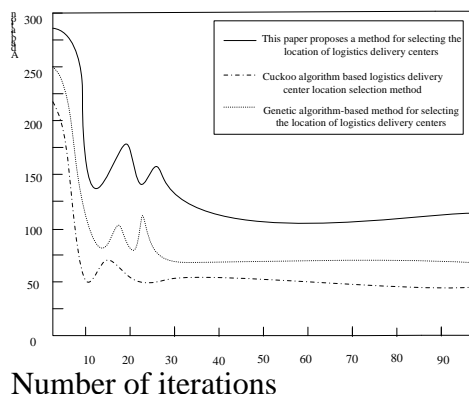 300
250
200
150
100
50
0
This paper proposes a method for selecting the
location of logistics delivery centers
Cuckoo algorithm based logistics delivery
center location selection method
Genetic algorithm-based method for selecting
the location of logistics delivery centers
10 20 30 40 50 60 70 80 90
Number of iterations